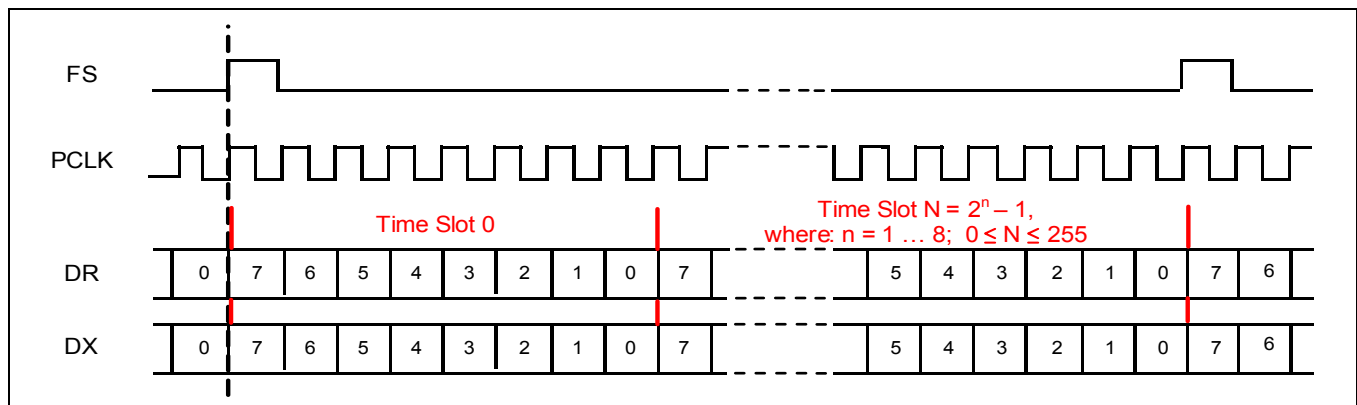 FS
PCLK
Time Slot 0
Time Slot N = 2ⁿ – 1,
where: n = 1 … 8; 0 ≤ N ≤ 255
DR 0 7 6 5 4 3 2 1 0 7 5 4 3 2 1 0 7 6
DX 0 7 6 5 4 3 2 1 0 7 5 4 3 2 1 0 7 6